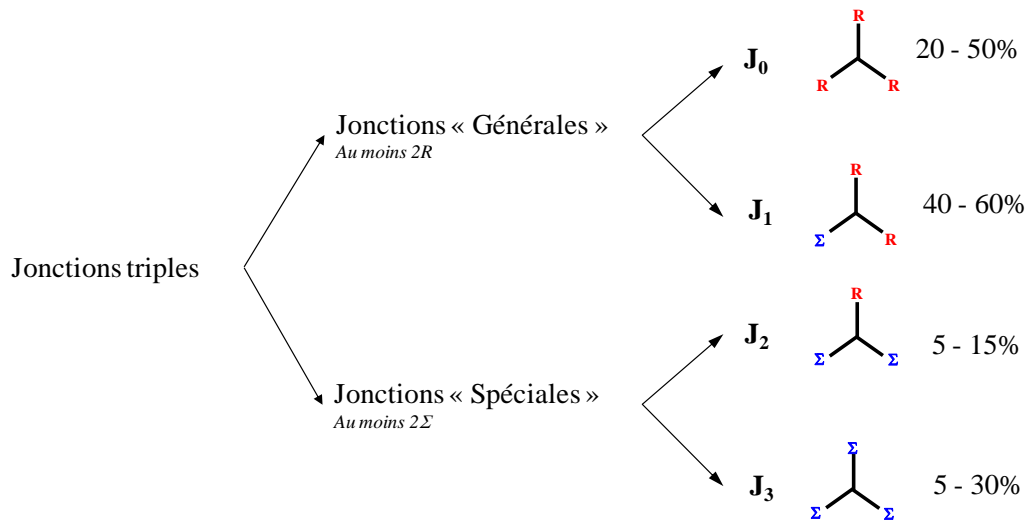 R
J0
20 - 50%
R R
Jonctions « Générales »
Au moins 2R
R
J1
40 - 60%
Σ R
Jonctions triples
R
J2
5 - 15%
Σ Σ
Jonctions « Spéciales »
Au moins 2Σ
Σ
J3
5 - 30%
Σ Σ